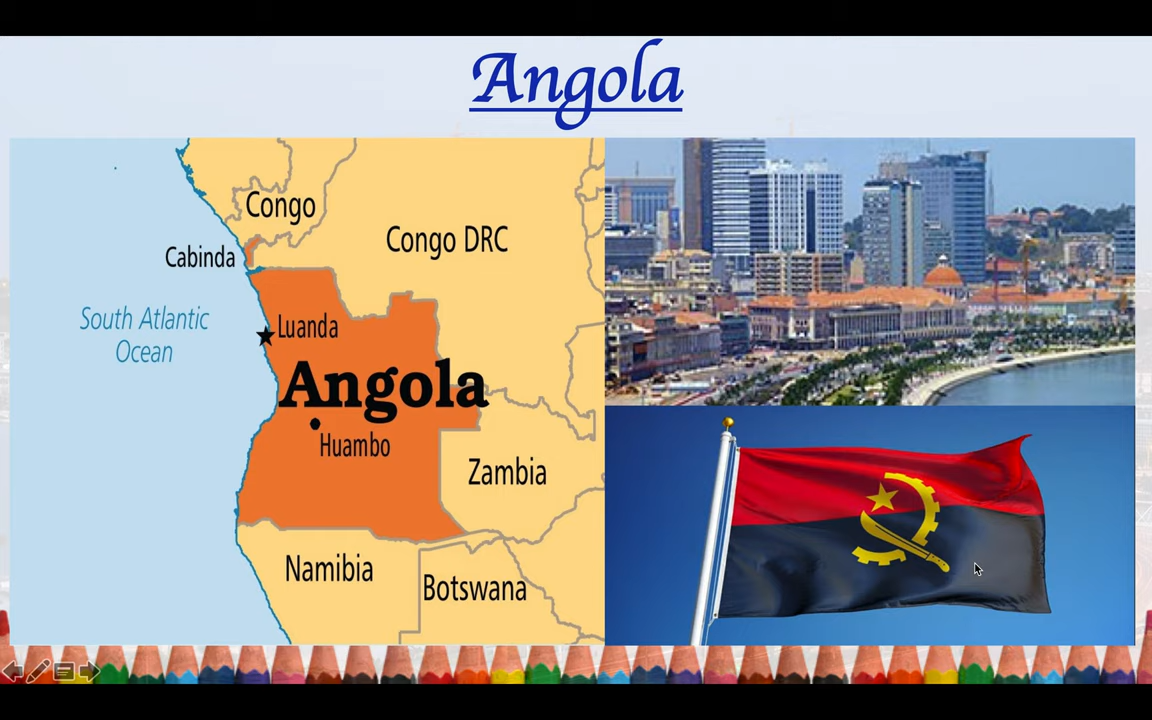 Angola
Congo
Congo DRC
Cabinda
South Atlantic
Ocean
Luanda
Angola
Huambo
Zambia
Namibia
Botswana